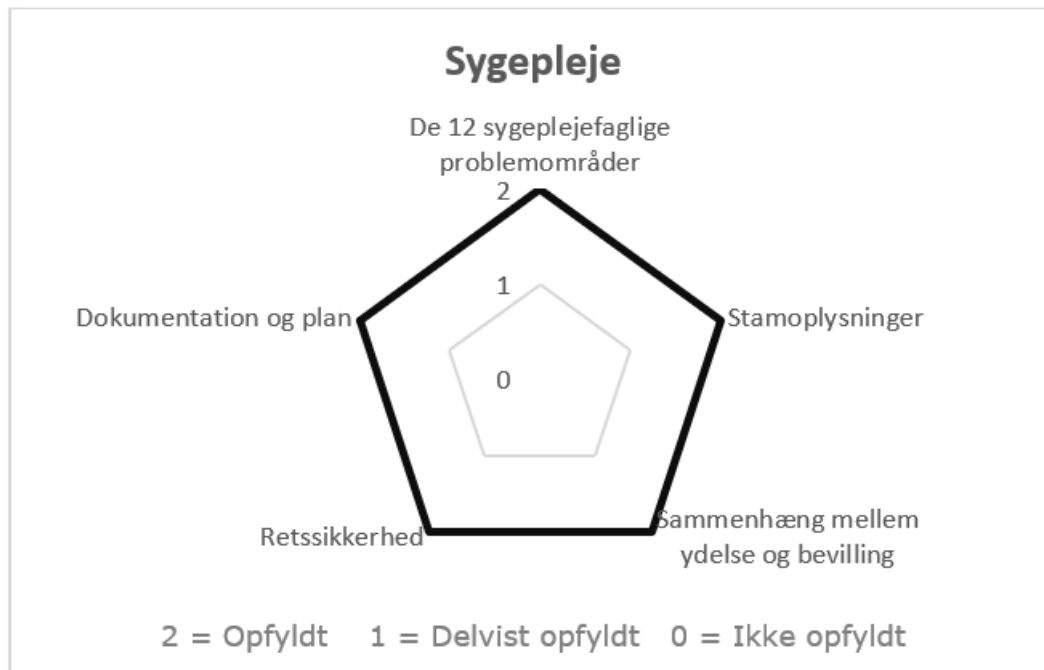 Sygepleje
De 12 sygeplejefaglige
problemområder
2
1
0
Dokumentation og plan
Stamoplysninger
Retssikkerhed
Sammenhæng mellem
ydelse og bevilling
2 = Opfyldt 1 = Delvist opfyldt 0 = Ikke opfyldt